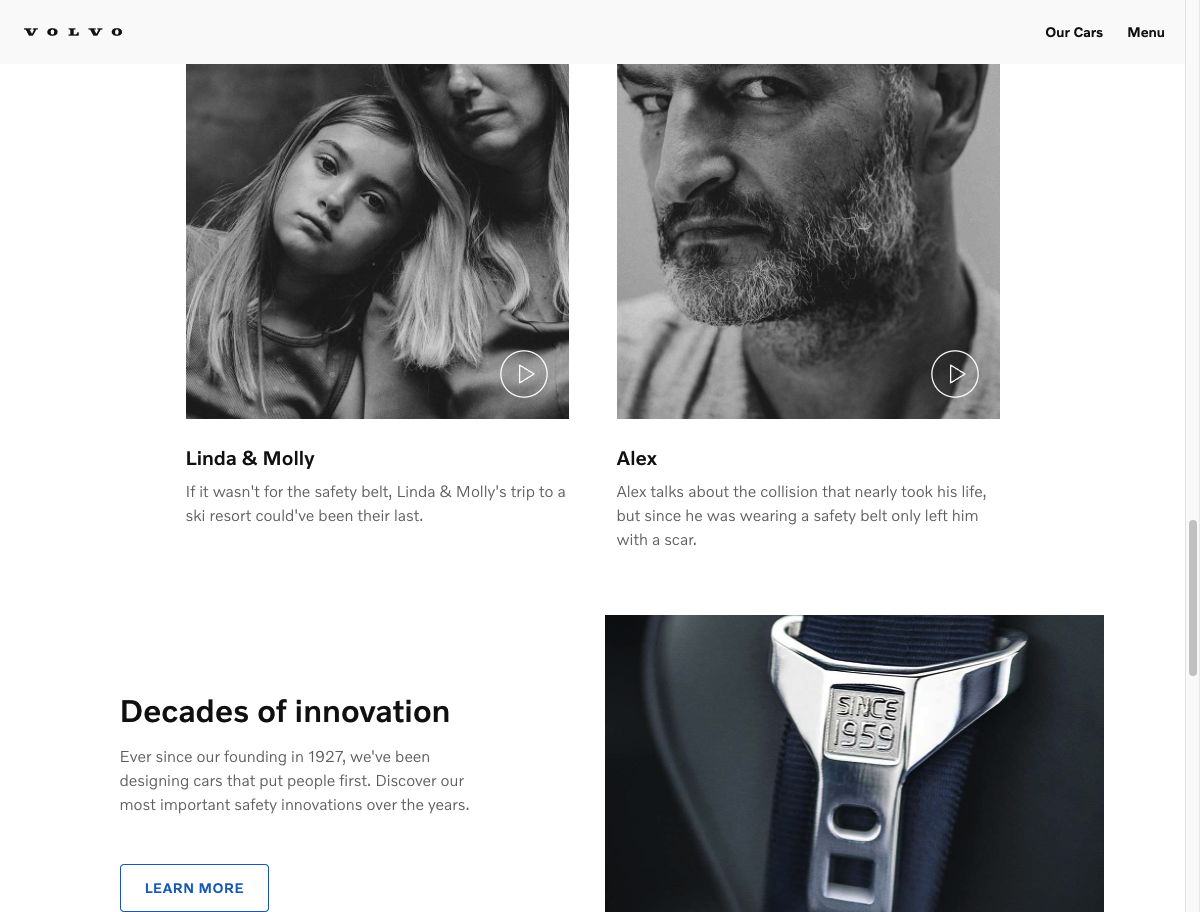 VOLVO
Our Cars
Menu
Linda & Molly
If it wasn't for the safety belt, Linda & Molly's trip to a
ski resort could've been their last.
Alex
Alex talks about the collision that nearly took his life,
but since he was wearing a safety belt only left him
with a scar.
Decades of innovation
Ever since our founding in 1927, we've been
designing cars that put people first. Discover our
most important safety innovations over the years.
LEARN MORE
SINCE
1959